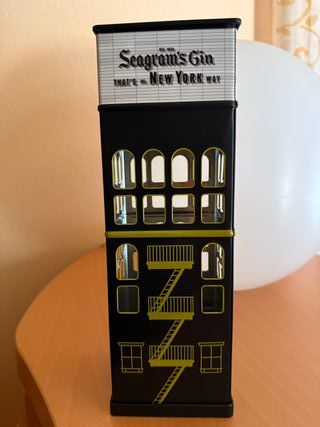 Seagram's Gin
THAT'S THE NEW YORK WAY